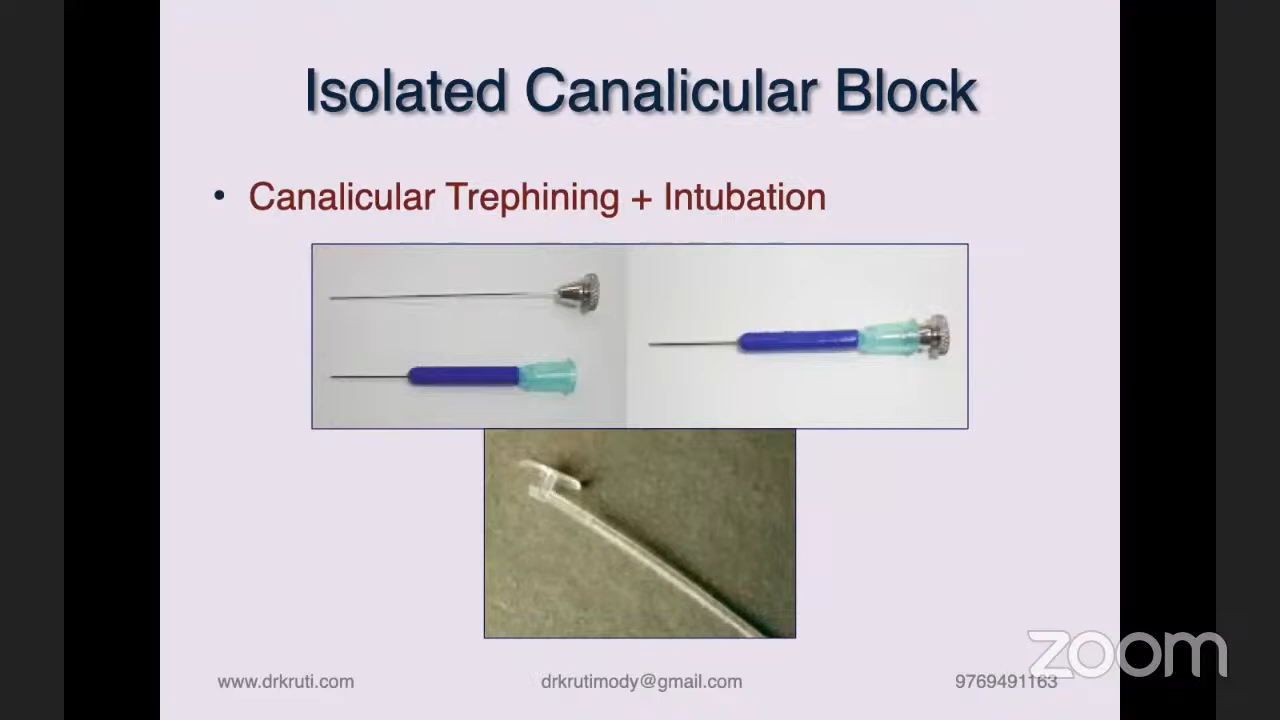 Isolated Canalicular Block
• Canalicular Trephining + Intubation
www.drkruti.com drkrutimody@gmail.com 9769491163
zoom